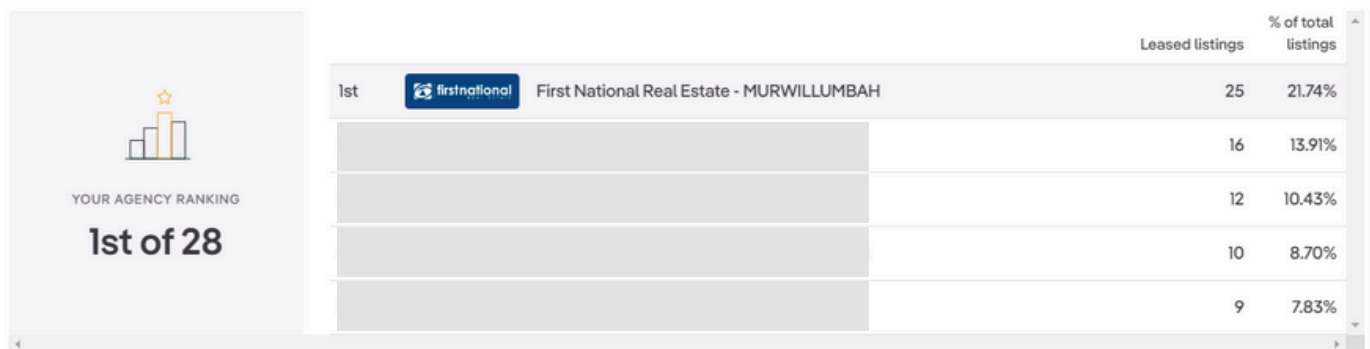 % of total
Leased listings listings
1st firstnational First National Real Estate - MURWILLUMBAH 25 21.74%
16 13.91%
YOUR AGENCY RANKING 12 10.43%
1st of 28 10 8.70%
9 7.83%